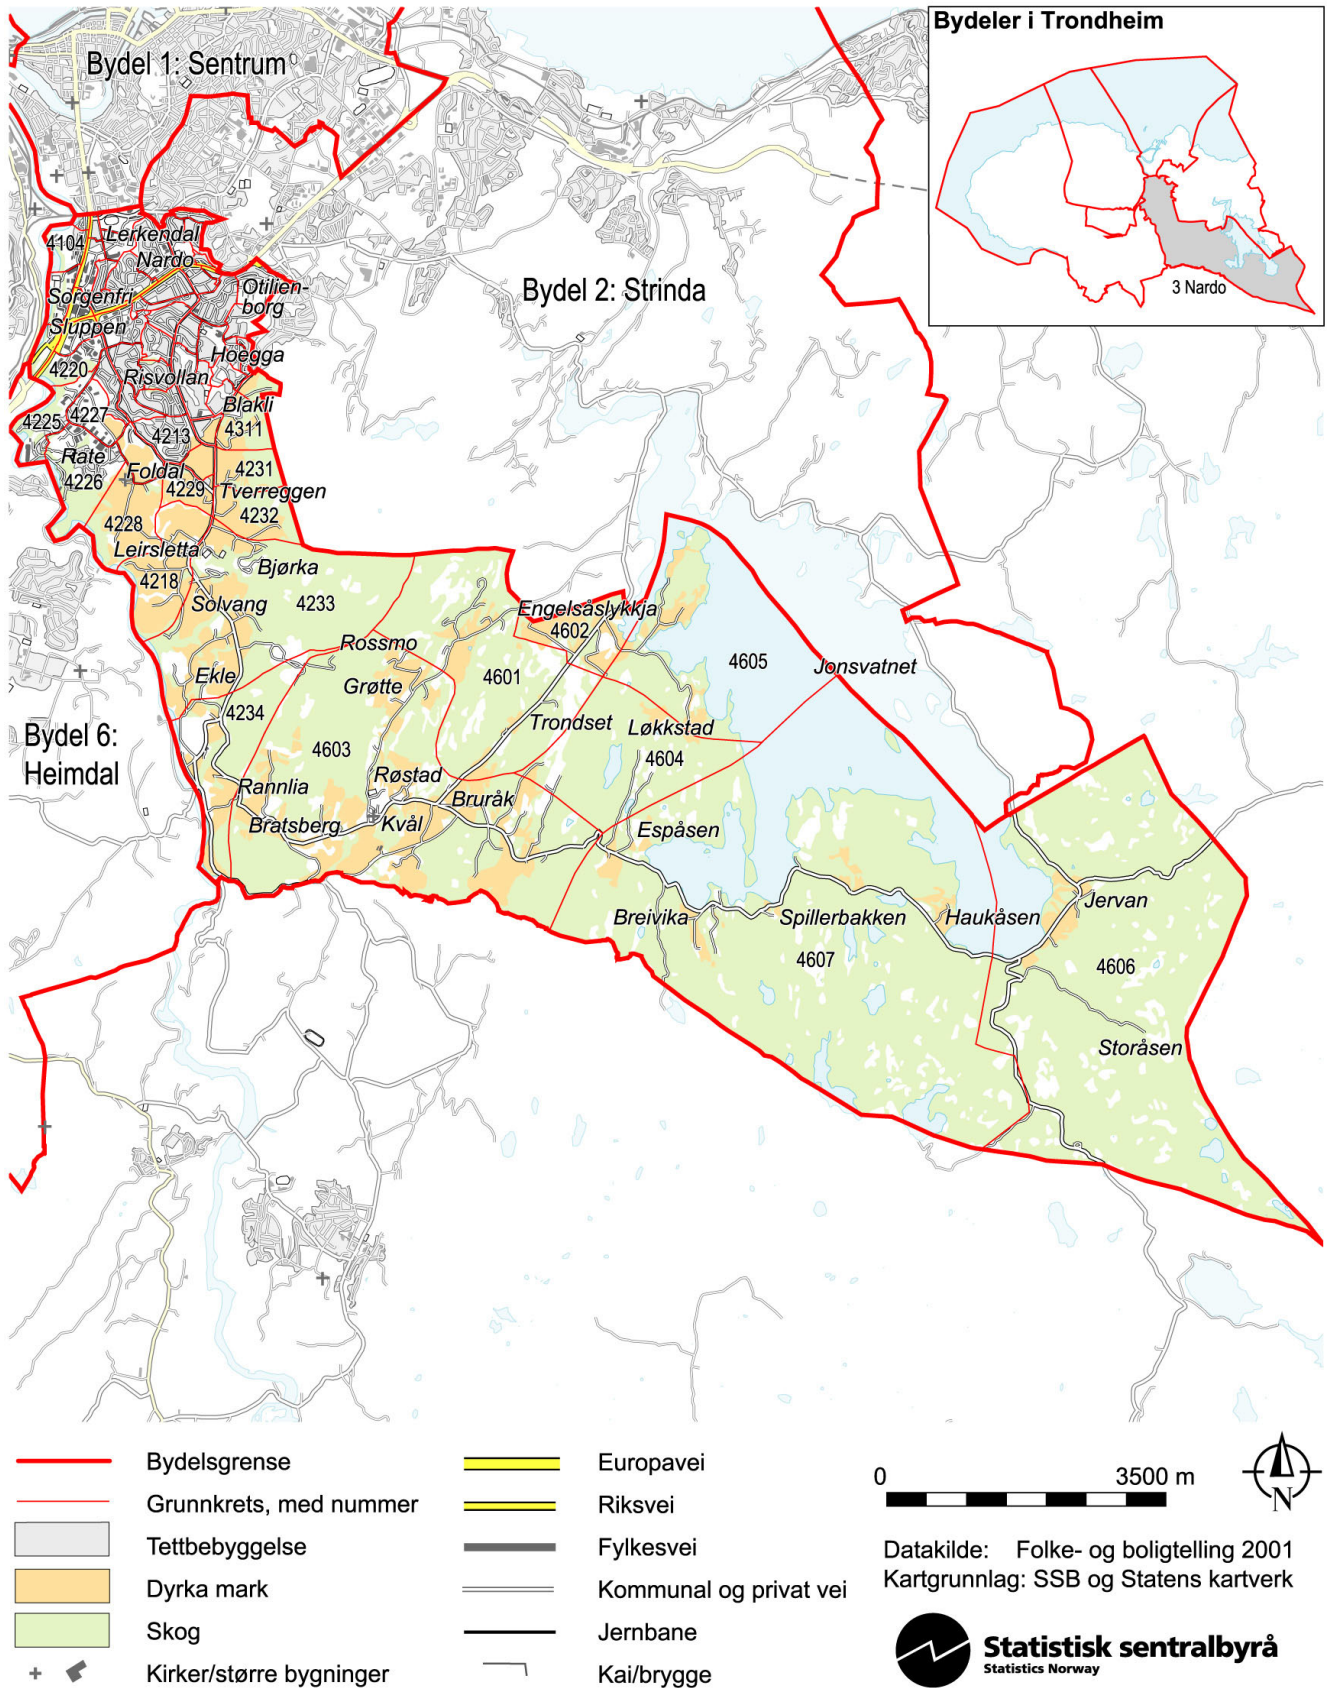 Bydeler i Trondheim
3 Nardo
Bydel 1: Sentrum
Bydel 2: Strinda
Bydel 6:
Heimdal
4104
Lerkendal
Nardo
Otilien-
borg
Sorgenfri
Sluppen
Hoegga
4220
Risvollan
Blakli
4225
4227
4213
4311
Rate
4226
Foldal
4231
4229
Tverreggen
4232
4228
Leirsletta
Bjørka
4218
Solvang
4233
Engelsåslykkja
4602
Rossmo
4605
Jonsvatnet
Ekle
Grøtte
4601
4234
Trondset
Løkkstad
4603
4604
Rannlia
Røstad
Bruråk
Bratsberg
Kvål
Espåsen
Breivika
Spillerbakken
Haukåsen
Jervan
4607
4606
Storåsen
Bydelsgrense
Grunnkrets, med nummer
Tettbebyggelse
Dyrka mark
Skog
Kirker/større bygninger
Europavei
Riksvei
Fylkesvei
Kommunal og privat vei
Jernbane
Kai/brygge
0 3500 m
N
Datakilde: Folke- og boligtelling 2001
Kartgrunnlag: SSB og Statens kartverk
Statistisk sentralbyrå
Statistics Norway